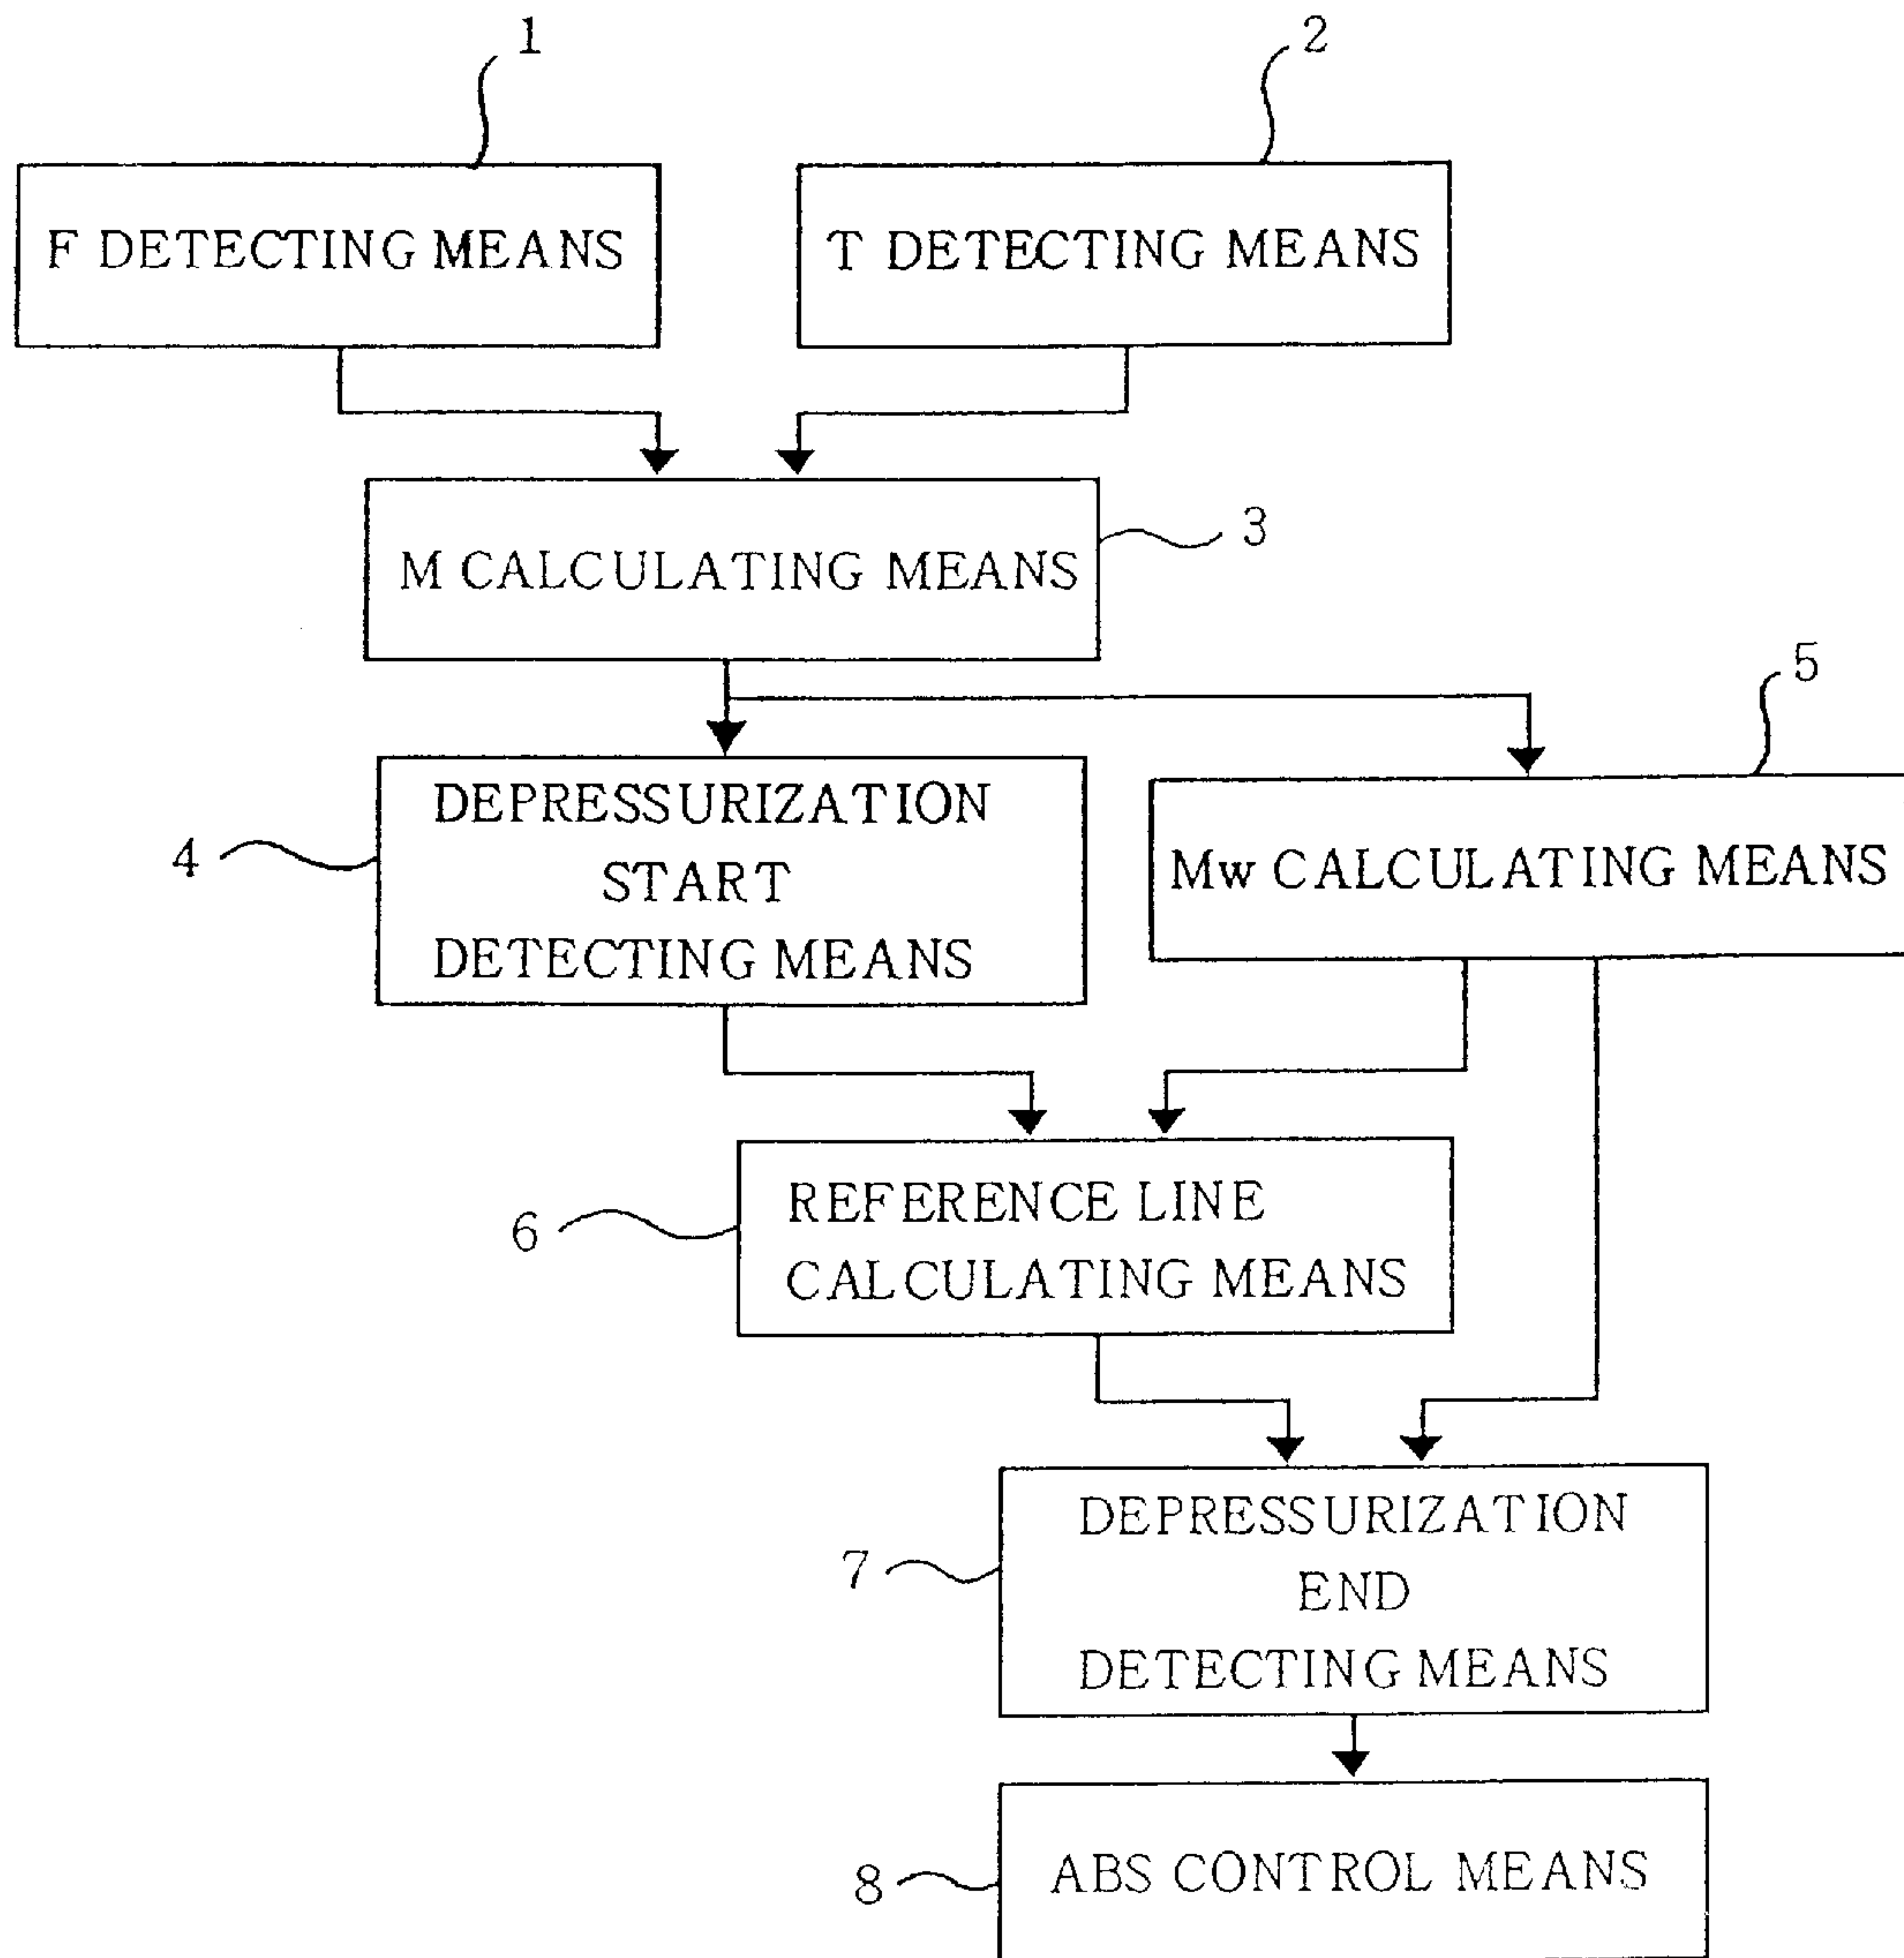 1
2
F DETECTING MEANS
T DETECTING MEANS
M CALCULATING MEANS
3
5
DEPRESSURIZATION
START
DETECTING MEANS
4
Mw CALCULATING MEANS
REFERENCE LINE
CALCULATING MEANS
6
DEPRESSURIZATION
END
DETECTING MEANS
7
ABS CONTROL MEANS
8